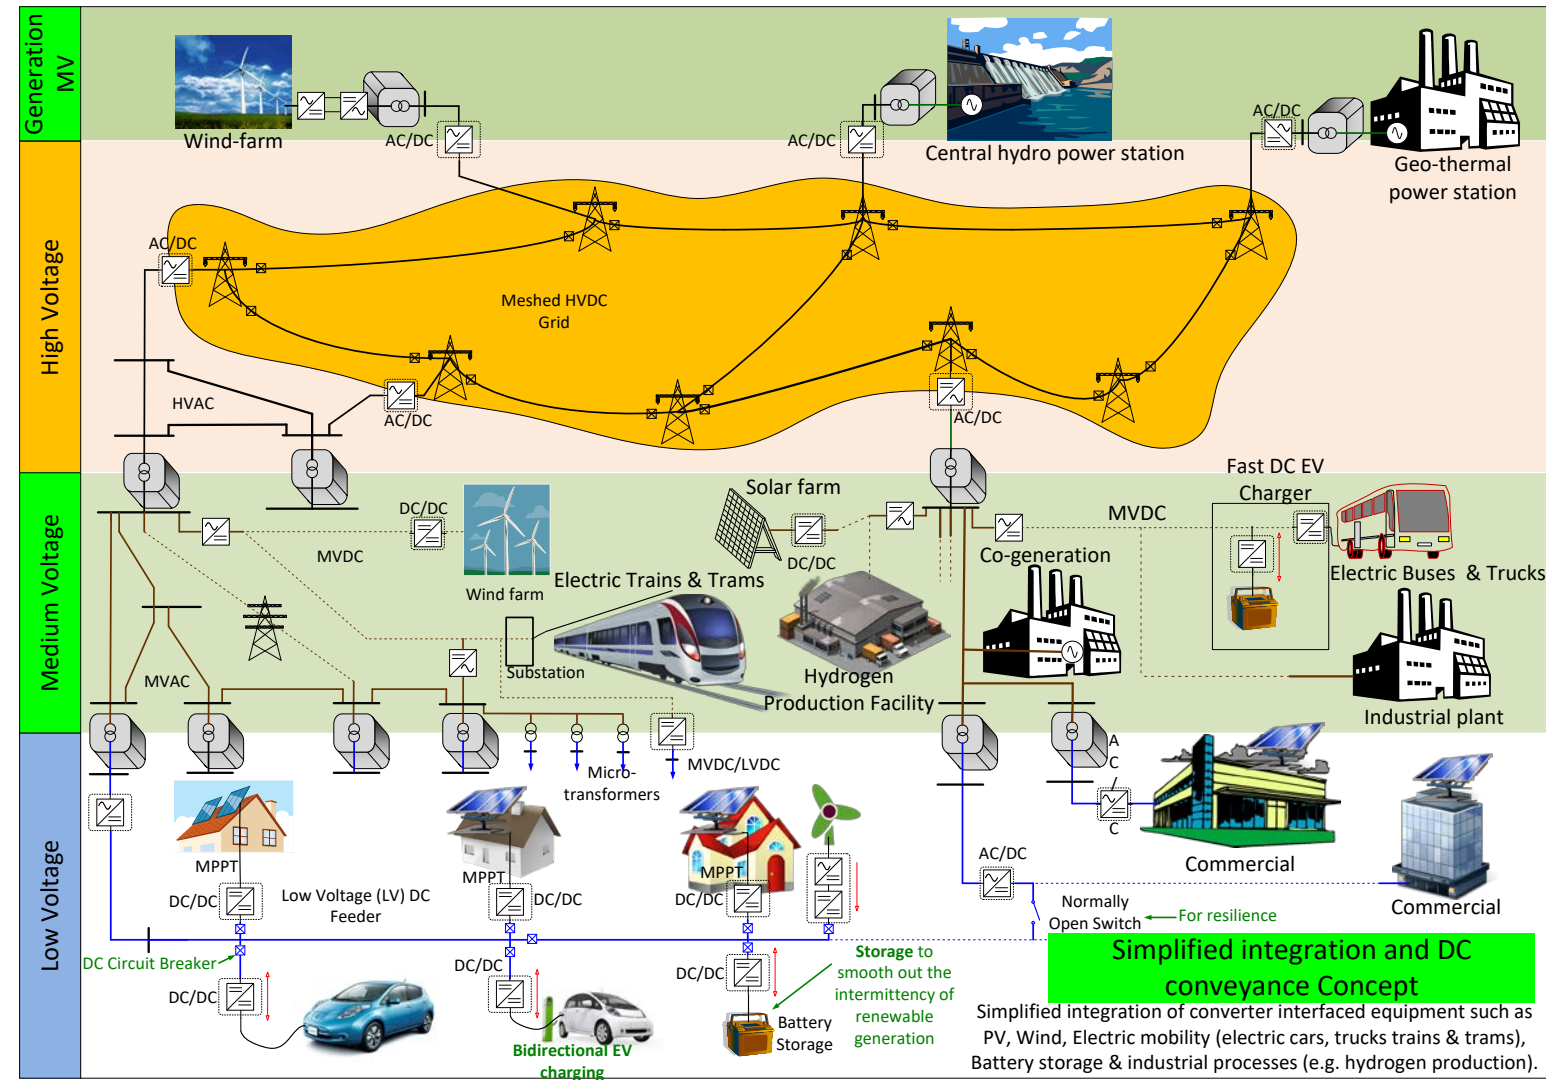 Generation
MV
Wind-farm
AC/DC
AC/DC
Central hydro power station
AC/DC
Geo-thermal
power station
High Voltage
AC/DC
Meshed HVDC
Grid
HVAC
AC/DC
AC/DC
Medium Voltage
DC/DC
MVDC
Wind farm
Solar farm
DC/DC
MVDC
Fast DC EV
Charger
Co-generation
Electric Buses & Trucks
Electric Trains & Trams
Substation
MVAC
Hydrogen
Production Facility
Industrial plant
Low Voltage
Micro-
transformers
MVDC/LVDC
A
C
/
C
Commercial
AC/DC
Commercial
MPPT
MPPT
MPPT
DC/DC
Low Voltage (LV) DC
Feeder
DC/DC
DC/DC
Normally
Open Switch
For resilience
DC Circuit Breaker
DC/DC
DC/DC
DC/DC
Storage to
smooth out the
intermittency of
renewable
generation
Battery
Storage
Bidirectional EV
charging
Simplified integration and DC
conveyance Concept
Simplified integration of converter interfaced equipment such as
PV, Wind, Electric mobility (electric cars, trucks trains & trams),
Battery storage & industrial processes (e.g. hydrogen production).